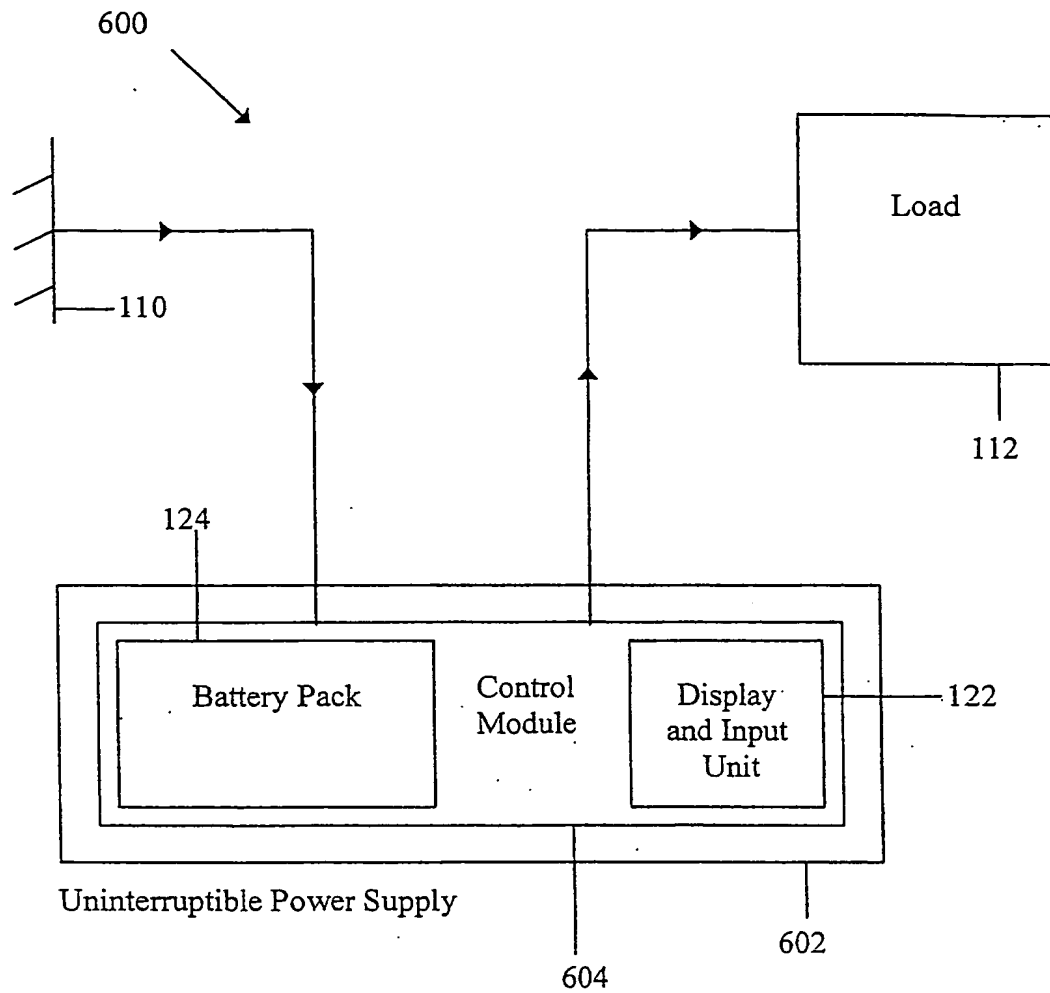 600
Load
110
112
124
Battery Pack
Control
Module
Display
and Input
Unit
122
Uninterruptible Power Supply
602
604